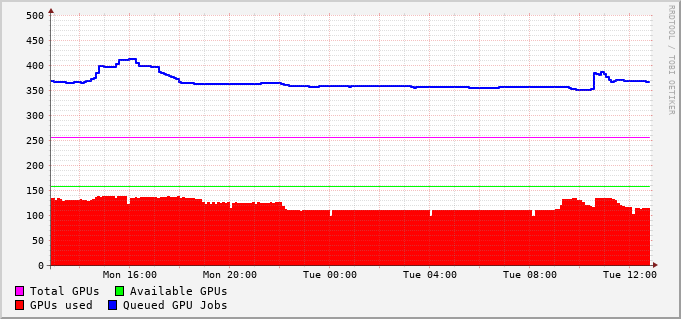 500
450
400
350
300
250
200
150
100
50
0
Mon 16:00 Mon 20:00 Tue 00:00 Tue 04:00 Tue 08:00 Tue 12:00
Total GPUs Available GPUs
GPUs used Queued GPU Jobs
RRDTOOL / TOBI OETIKER